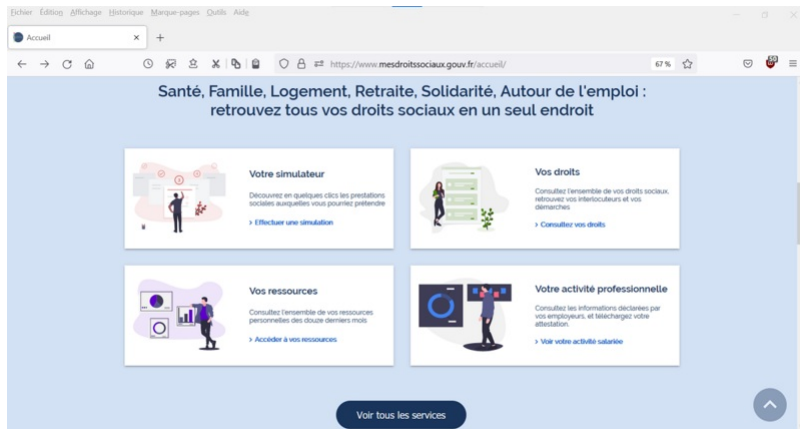 Fichier Édition Affichage Historique Marque-pages Outils Aide
Accueil
https://www.mesdroitssociaux.gouv.fr/accueil/
67 %
Santé, Famille, Logement, Retraite, Solidarité, Autour de l'emploi :
retrouvez tous vos droits sociaux en un seul endroit
Votre simulateur
Découvrez en quelques clics les prestations
sociales auxquelles vous pourriez prétendre
> Effectuer une simulation
Vos droits
Consultez l'ensemble de vos droits sociaux,
retrouvez vos interlocuteurs et vos
démarches
> Consultez vos droits
Vos ressources
Consultez l'ensemble de vos ressources
personnelles des douze derniers mois
> Accéder à vos ressources
Votre activité professionnelle
Consultez les informations déclarées par
vos employeurs, et téléchargez votre
attestation.
> Voir votre activité salariée
Voir tous les services